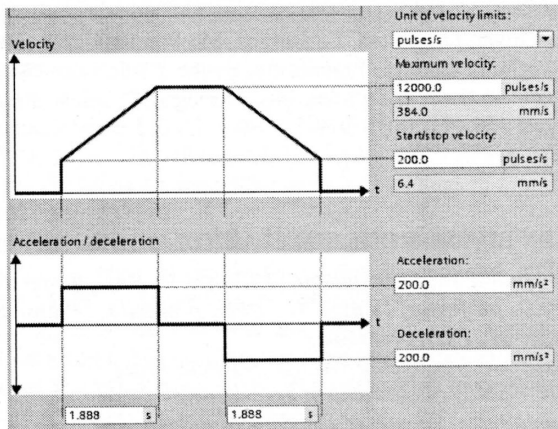 Unit of velocity limits:
pulses/s
Velocity
Maximum velocity:
12000.0 pulses/s
384.0 mm/s
Start/stop velocity:
200.0 pulses/s
6.4 mm/s
t
Acceleration / deceleration
Acceleration:
200.0 mm/s²
t
Deceleration:
200.0 mm/s²
1.888 s 1.888 s